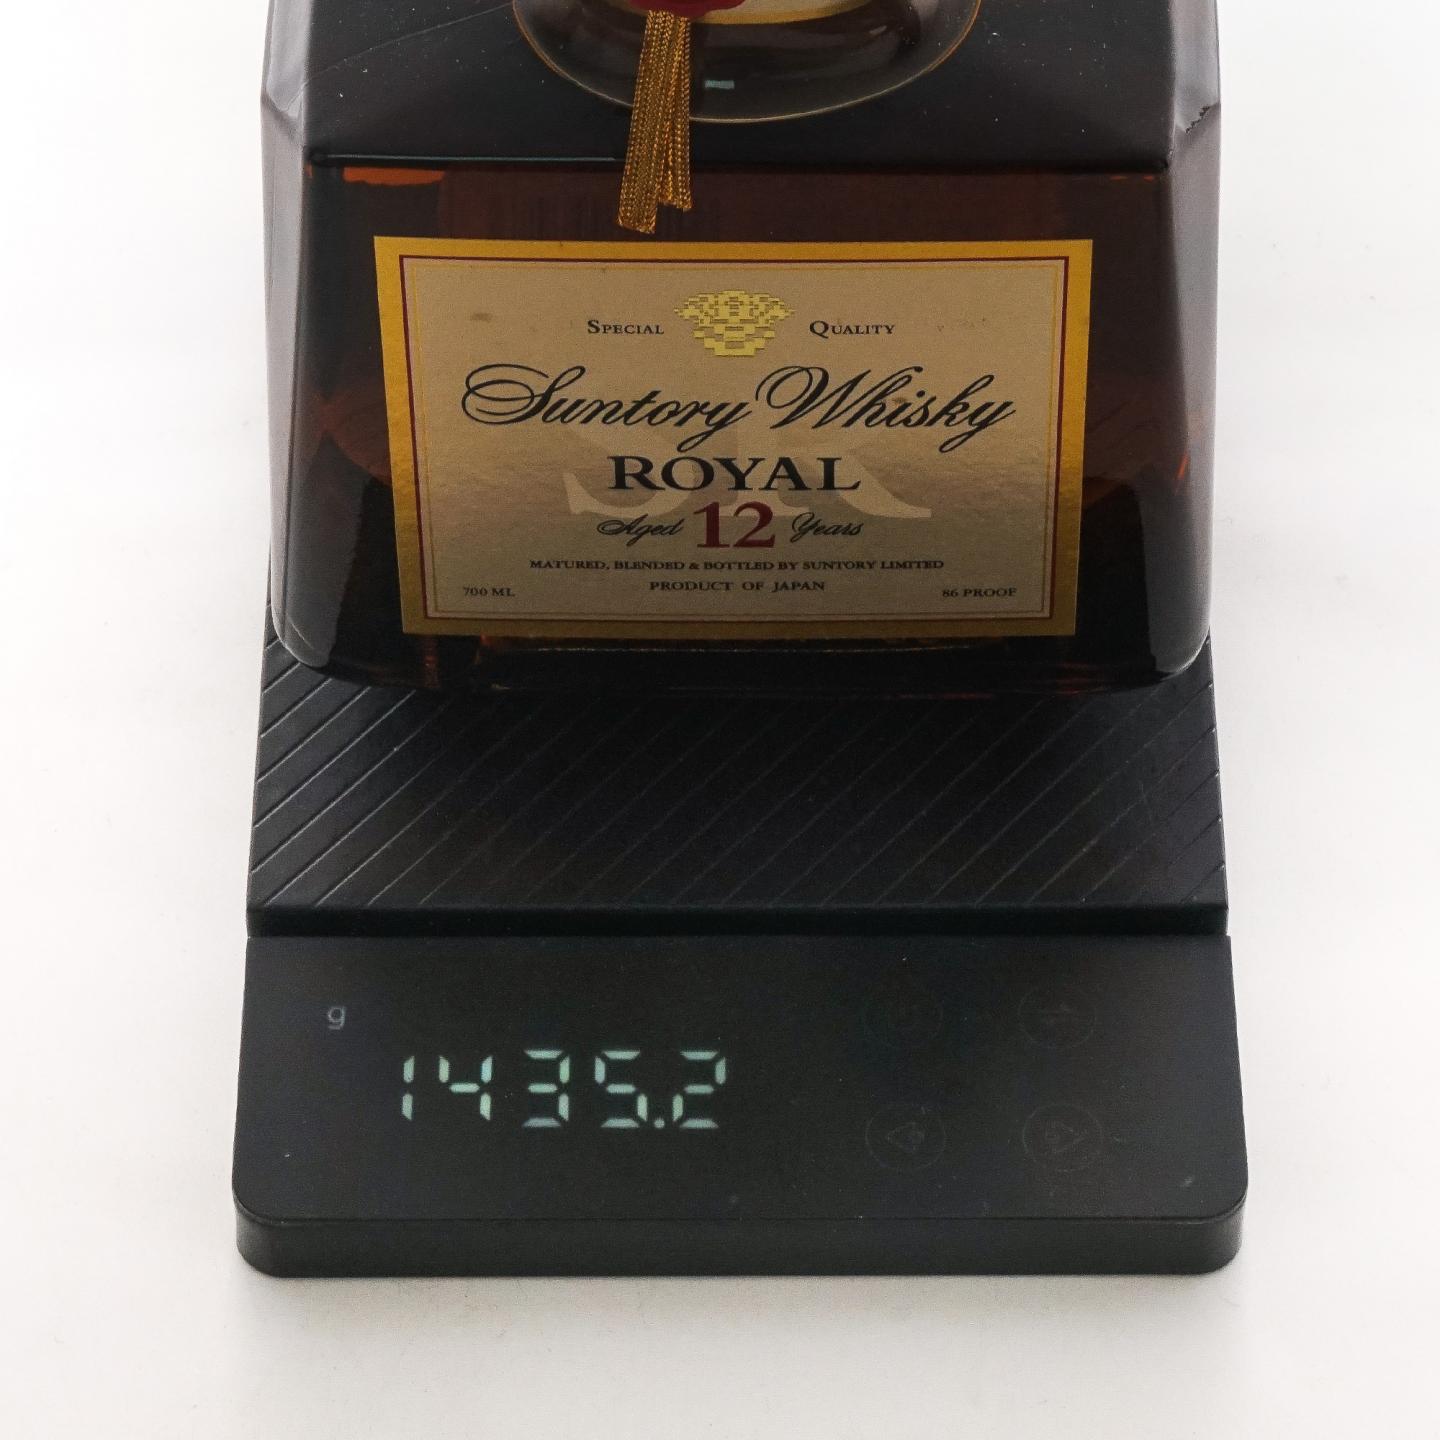 SPECIAL QUALITY
Suntory Whisky
SR
ROYAL
Aged 12 Years
MATURED, BLENDED & BOTTLED BY SUNTORY LIMITED
700 ML PRODUCT OF JAPAN 86 PROOF
g
1435.2